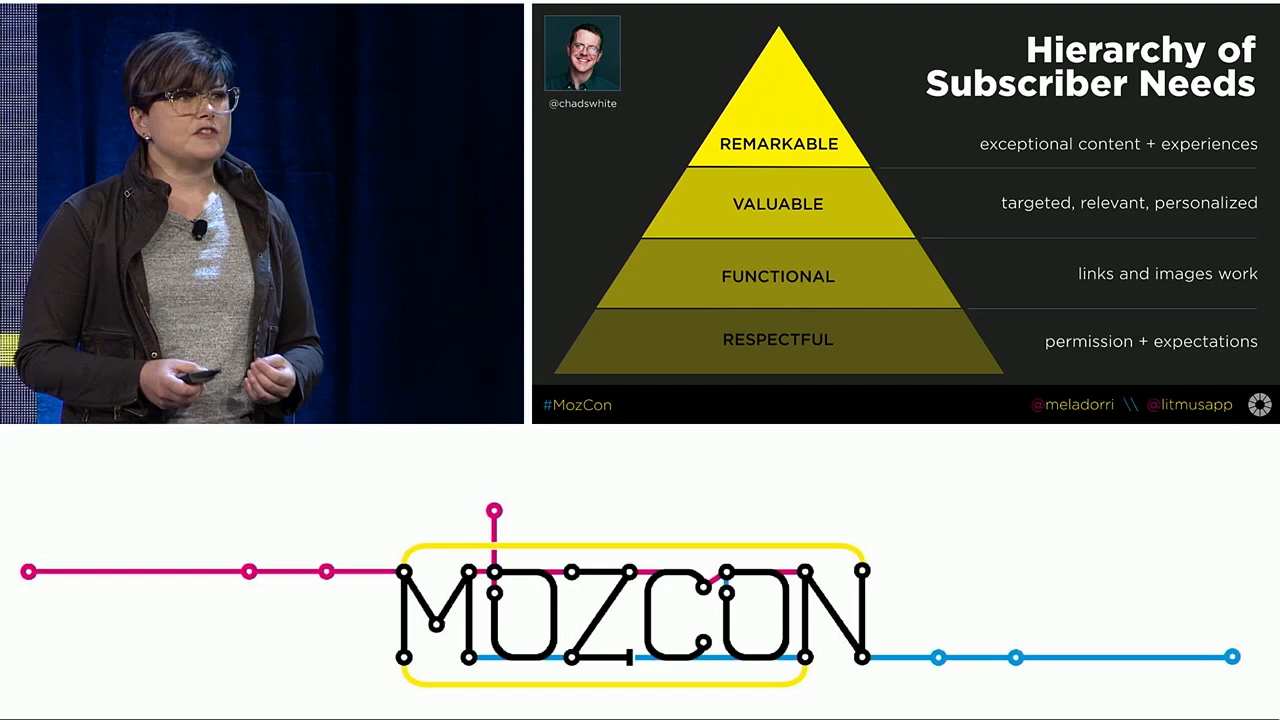 @chadswhite
Hierarchy of
Subscriber Needs
REMARKABLE
exceptional content + experiences
VALUABLE
targeted, relevant, personalized
FUNCTIONAL
links and images work
RESPECTFUL
permission + expectations
#MozCon
@meladorri \\ @litmusapp
MOZCON